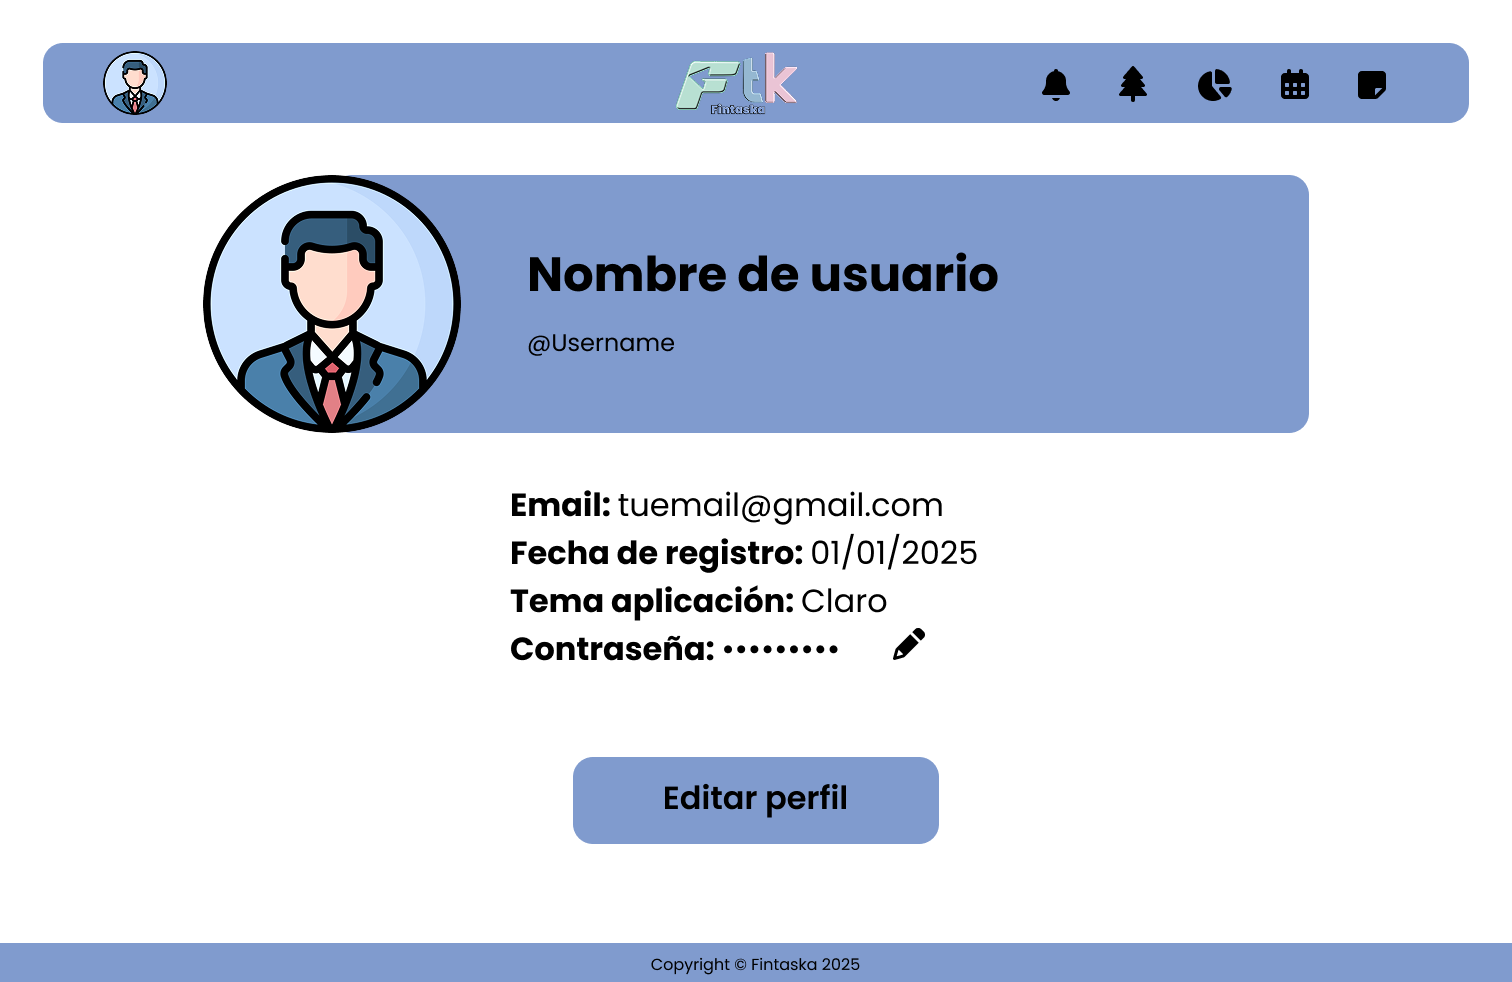 Ftk
Fintaska
Nombre de usuario
@Username
Email: tuemail@gmail.com
Fecha de registro: 01/01/2025
Tema aplicación: Claro
Contraseña: •••••••••
Editar perfil
Copyright © Fintaska 2025